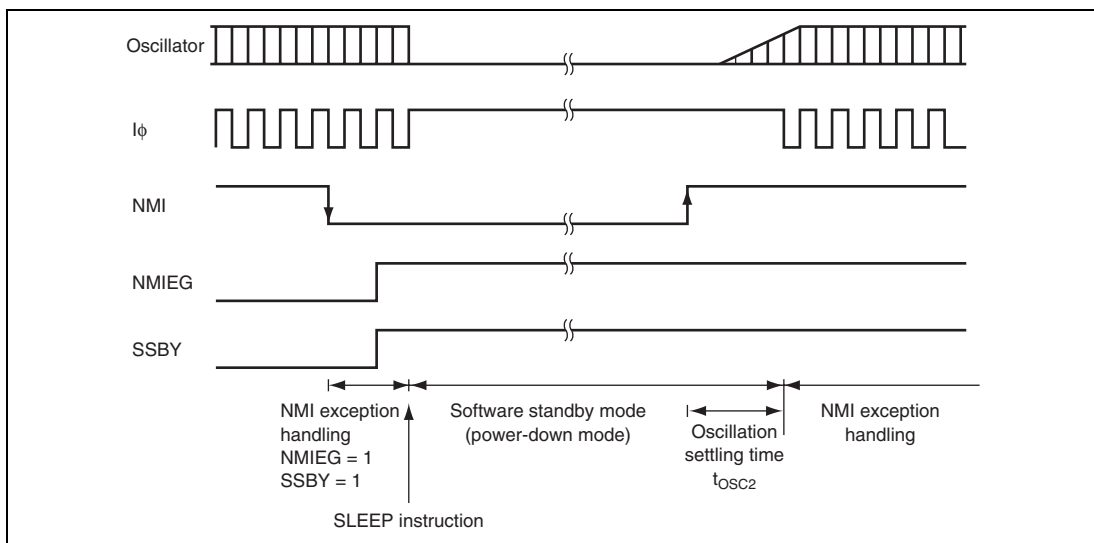 Oscillator
Iϕ
NMI
NMIEG
SSBY
NMI exception
handling
NMIEG = 1
SSBY = 1
Software standby mode
(power-down mode)
Oscillation
settling time
tOSC2
NMI exception
handling
SLEEP instruction